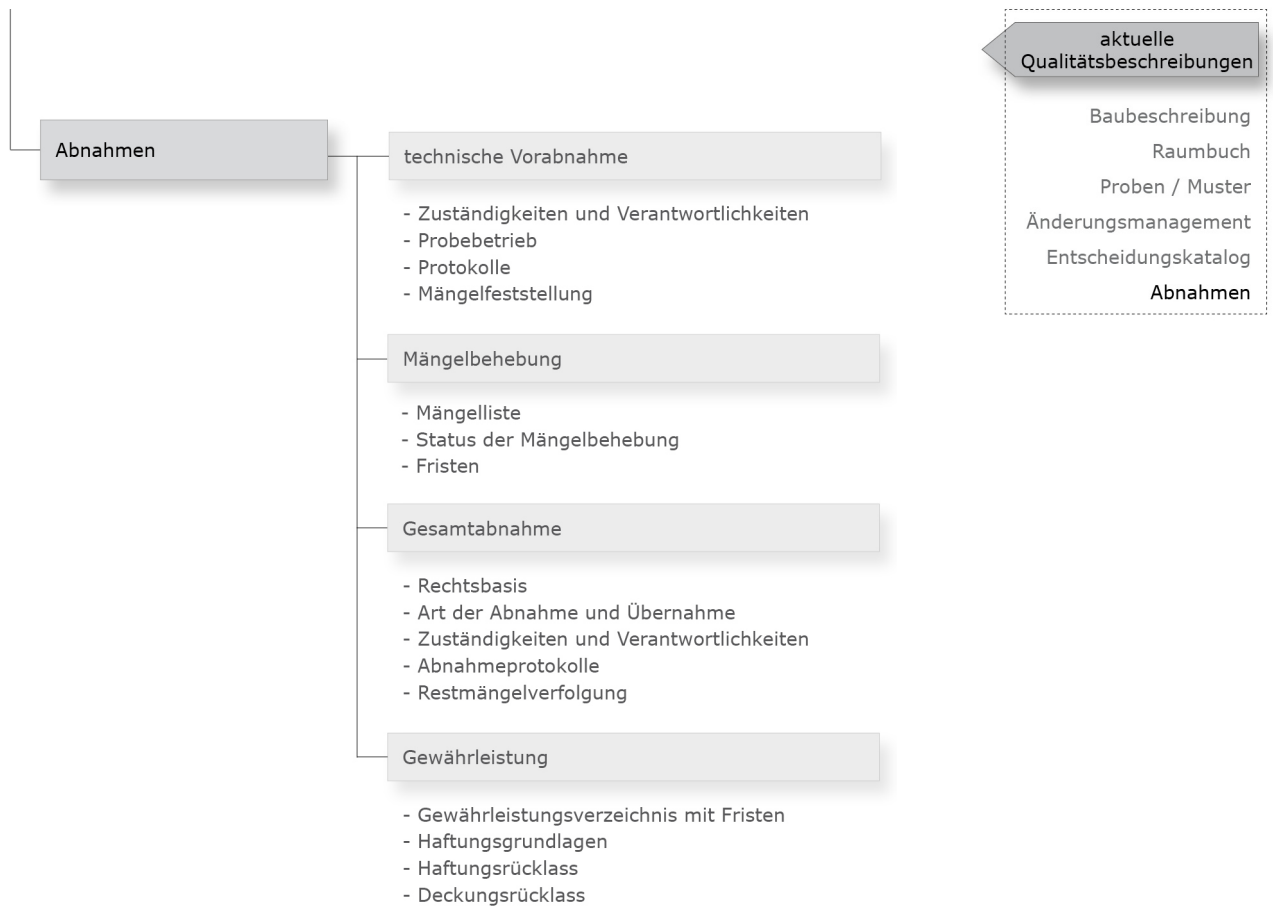 aktuelle
Qualitätsbeschreibungen
Baubeschreibung
Raumbuch
Proben / Muster
Änderungsmanagement
Entscheidungskatalog
Abnahmen
Abnahmen
technische Vorabnahme
- Zuständigkeiten und Verantwortlichkeiten
- Probebetrieb
- Protokolle
- Mängelfeststellung
Mängelbehebung
- Mängelliste
- Status der Mängelbehebung
- Fristen
Gesamtabnahme
- Rechtsbasis
- Art der Abnahme und Übernahme
- Zuständigkeiten und Verantwortlichkeiten
- Abnahmeprotokolle
- Restmängelverfolgung
Gewährleistung
- Gewährleistungsverzeichnis mit Fristen
- Haftungsgrundlagen
- Haftungsrücklass
- Deckungsrücklass